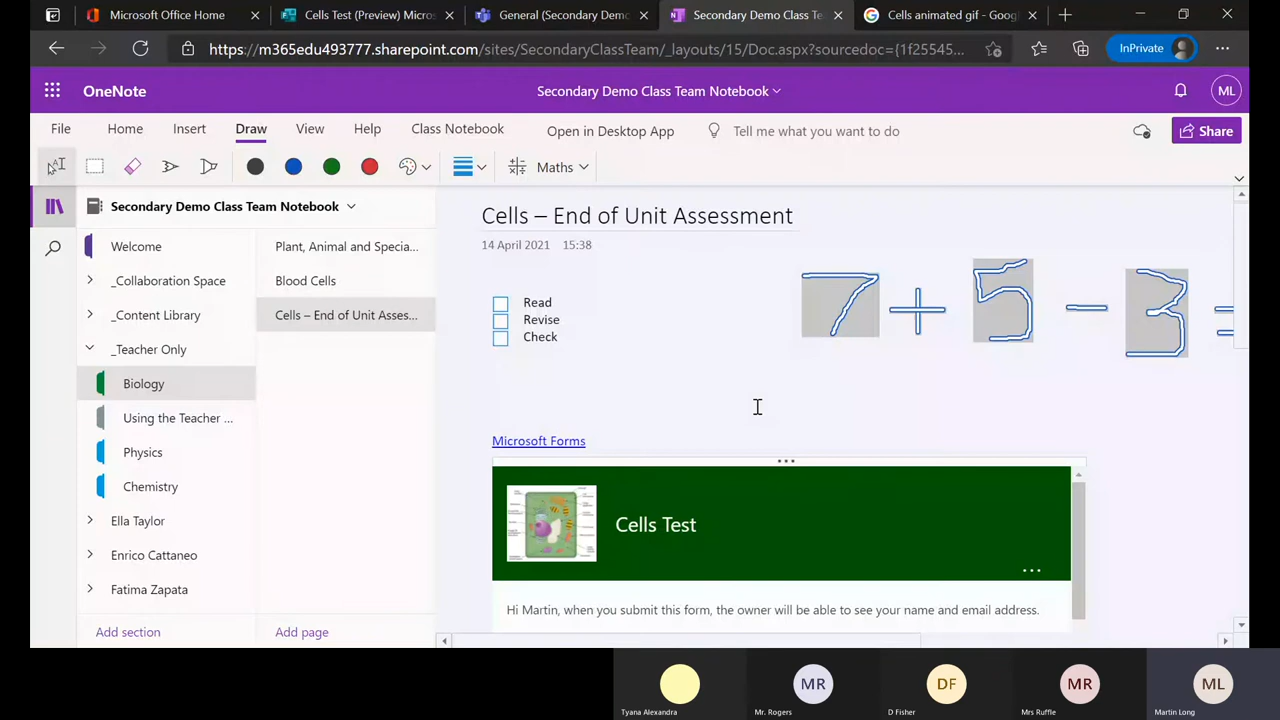 Microsoft Office Home
Cells Test (Preview) Micros
General (Secondary Demo
Secondary Demo Class Te
Cells animated gif - Goog
https://m365edu493777.sharepoint.com/sites/SecondaryClassTeam/_layouts/15/Doc.aspx?sourcedoc={1f25545...
InPrivate
OneNote
Secondary Demo Class Team Notebook
ML
File Home Insert Draw View Help Class Notebook Open in Desktop App Tell me what you want to do
Share
Maths
Secondary Demo Class Team Notebook
Welcome
_Collaboration Space
_Content Library
_Teacher Only
Biology
Using the Teacher ...
Physics
Chemistry
Ella Taylor
Enrico Cattaneo
Fatima Zapata
Add section
Plant, Animal and Specia...
Blood Cells
Cells – End of Unit Asses...
Add page
Cells – End of Unit Assessment
14 April 2021 15:38
Read
Revise
Check
7 + 5 - 3 =
Microsoft Forms
Cells Test
Hi Martin, when you submit this form, the owner will be able to see your name and email address.
MR
DF
MR
ML
Tyana Alexandra
Mr. Rogers
D Fisher
Mrs Ruffle
Martin Long